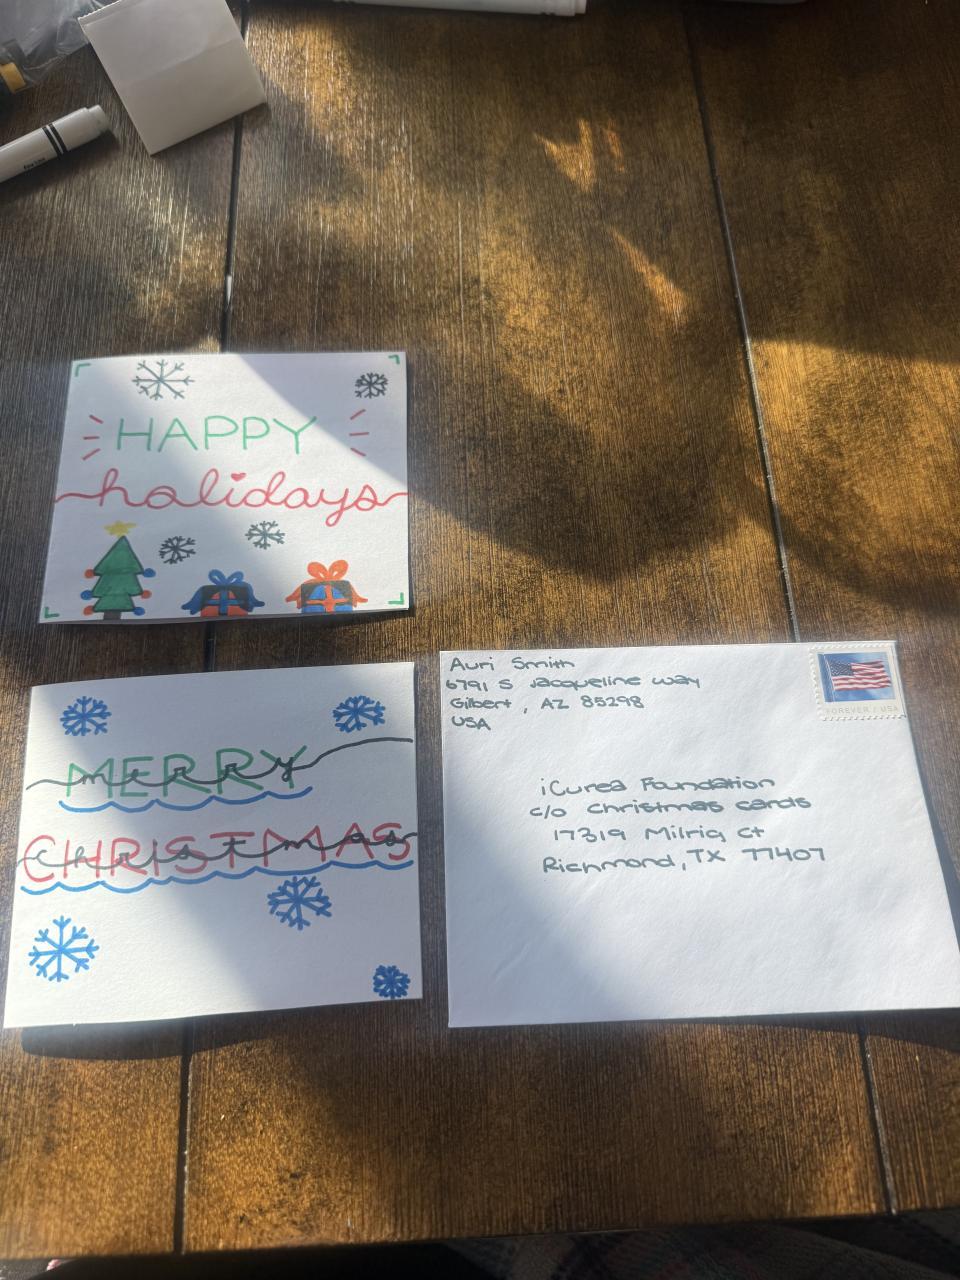 HAPPY
holidays
MERRY
merry
CHRISTMAS
christmas
Auri Smith
6791 S Jacqueline way
Gilbert, AZ 85298
USA
FOREVER / USA
iCurea Foundation
c/o Christmas cards
17319 Milrig Ct
Richmond, TX 77407